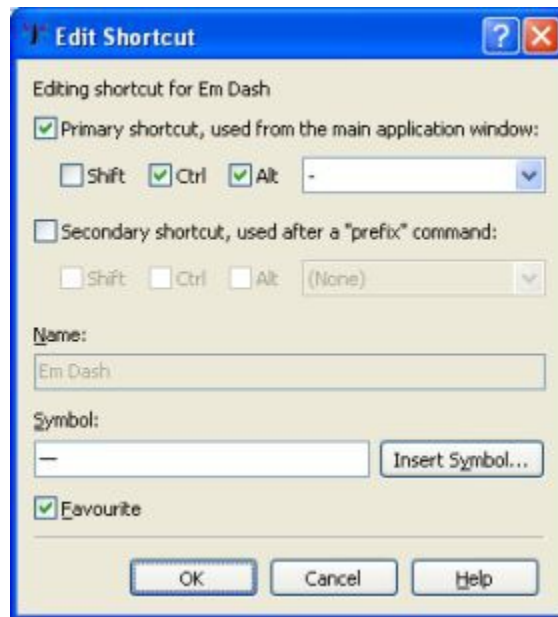 Edit Shortcut
Editing shortcut for Em Dash
Primary shortcut, used from the main application window:
Shift Ctrl Alt -
Secondary shortcut, used after a "prefix" command:
Shift Ctrl Alt (None)
Name:
Em Dash
Symbol:
— Insert Symbol...
Favourite
OK Cancel Help